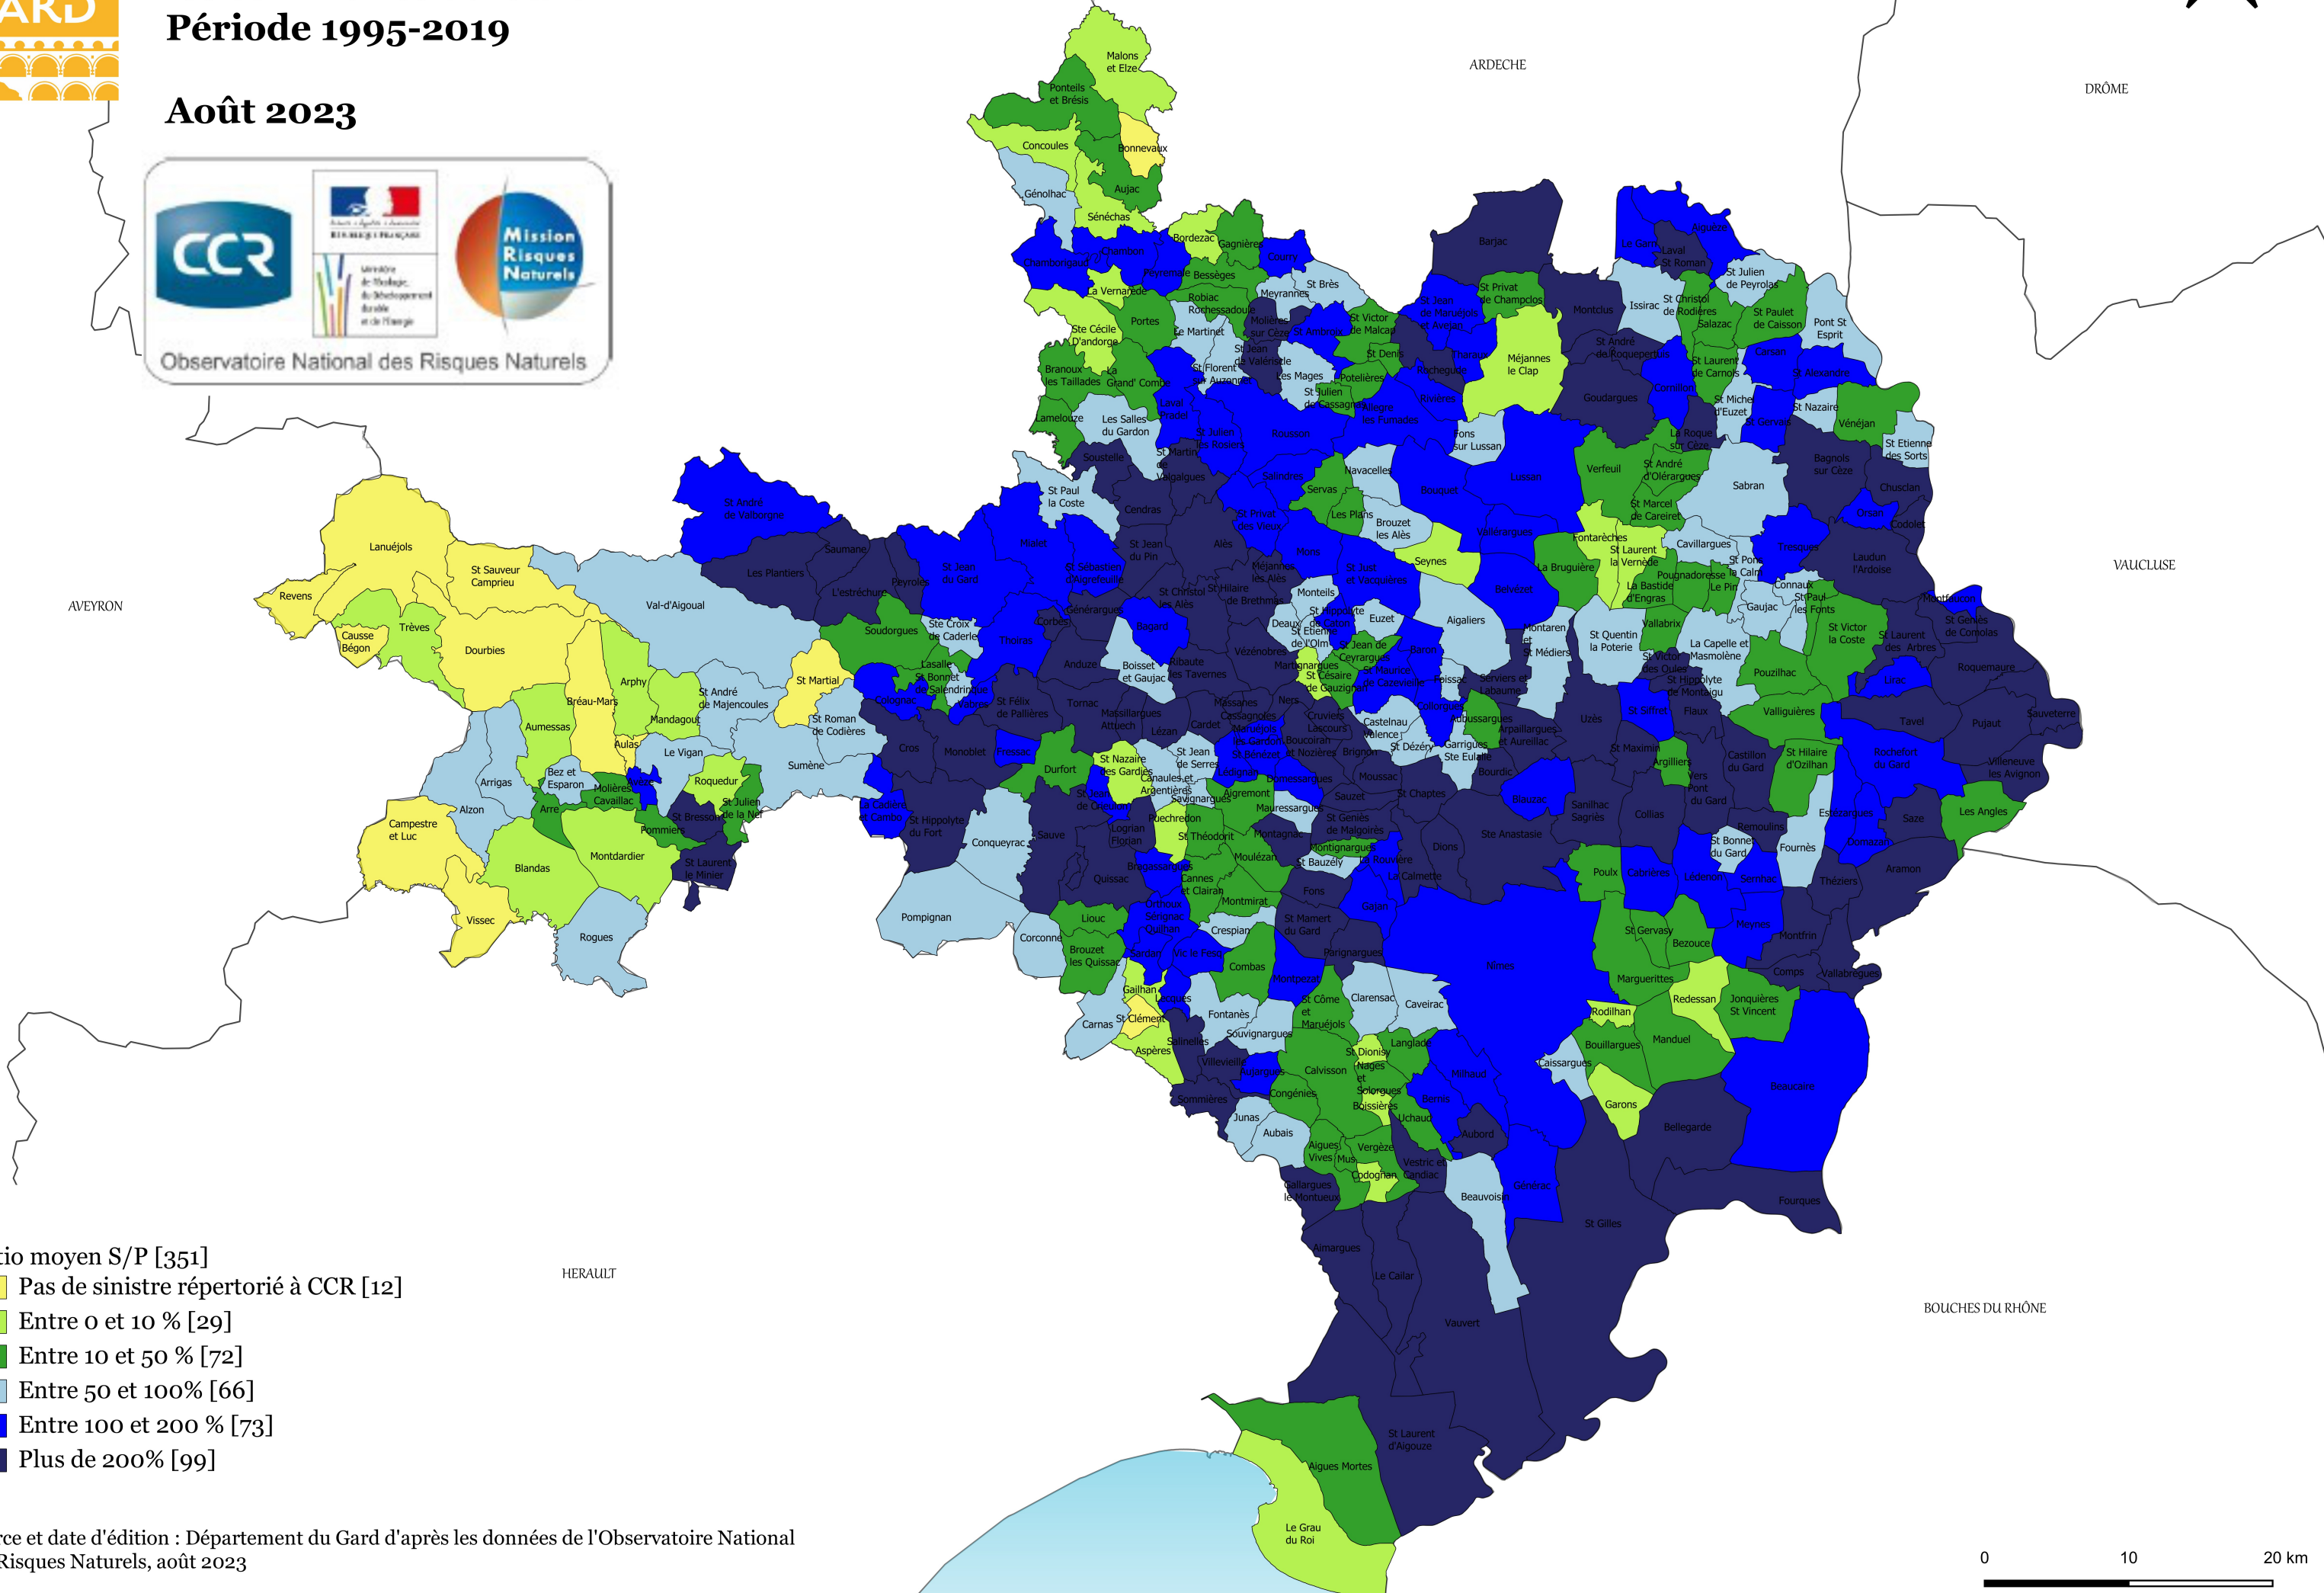 ARD
Période 1995-2019
Août 2023
CCR
Mission
Risques
Naturels
Observatoire National des Risques Naturels
ARDECHE
DRÔME
VAUCLUSE
BOUCHES DU RHÔNE
HERAULT
AVEYRON
Malons
et Elze
Ponteils
et Brésis
Bonnevaux
Concoules
Aujac
Génolhac
Sénéchas
Bordezac
Gagnières
Chambon
Courry
Peyremale
Bessèges
La Vernarède
Robiac
Rochessadoule
Meyrannes
St Brès
Barjac
Le Garn
Laval
St Roman
Aiguèze
St Julien
de Peyrolas
Portes
Ste Cécile
D'andorge
Le Martinet
Molières
sur Cèze
St Ambroix
St Victor
de Malcap
St Jean
de Maruéjols
et Avejan
St Privat
de Champclos
Montclus
Issirac
St Christol
de Rodières
Salazac
St Paulet
de Caisson
Pont St
Esprit
Branoux
les Taillades
La
Grand' Combe
St Florent
sur Auzonnet
St Jean
de Valériscle
Les Mages
St Denis
Potelières
St Julien
de Cassagnas
Rochegude
Tharaux
Méjannes
le Clap
St André
de Roquepertuis
Goudargues
Cornillon
St Laurent
de Carnols
Carsan
St Alexandre
Lamelouze
Les Salles
du Gardon
Laval
Pradel
St Julien
les Rosiers
Rousson
Allègre
les Fumades
Rivières
Fons
sur Lussan
St Michel
d'Euzet
St Gervais
St Nazaire
Vénéjan
St Etienne
des Sorts
La Roque
sur Cèze
Soustelle
St Martin
de
Valgalgues
Salindres
Servas
Navacelles
Bouquet
Lussan
Verfeuil
St André
d'Olérargues
Sabran
Bagnols
sur Cèze
Chusclan
St Paul
la Coste
Cendras
St Privat
des Vieux
Les Plans
Brouzet
les Alès
Vallérargues
St Marcel
de Careiret
Orsan
Codolet
St André
de Valborgne
Lanuéjols
St Sauveur
Camprieu
Revens
Causse
Bégon
Trèves
Dourbies
Val-d'Aigoual
Les Plantiers
Saumane
L'estréchure
Peyroles
St Jean
du Gard
Mialet
St Sébastien
d'Aigrefeuille
St Jean
du Pin
Alès
Mons
Méjannes
les Alès
St Just
et Vacquières
Seynes
Belvézet
La Bruguière
Fontarèches
St Laurent
la Vernède
Cavillargues
St Pons
la Calm
Tresques
Laudun
l'Ardoise
Pougnadoresse
La Bastide
d'Engras
Le Pin
Connaux
Gaujac
St Paul
les Fonts
Montfaucon
St Geniès
de Comolas
St Victor
la Coste
St Laurent
des Arbres
Roquemaure
Lirac
Générargues
St Christol
les Alès
St Hilaire
de Brethmas
Monteils
St Hippolyte
de Caton
Deaux
St Etienne
de l'Olm
Euzet
Aigaliers
Montaren
et
St Médiers
St Quentin
la Poterie
Vallabrix
La Capelle et
Masmolène
Pouzilhac
Soudorgues
Ste Croix
de Caderle
Thoiras
Corbès
Bagard
Anduze
Boisset
et Gaujac
Ribaute
les Tavernes
Vézénobres
Martignargues
St Césaire
de Gauzignan
St Jean de
Ceyrargues
St Maurice
de Cazevieille
Baron
Foissac
Serviers et
Labaume
St Victor
des Oules
St Hippolyte
de Montaigu
Lasalle
St Bonnet
de Salendrinque
Colognac
Vabres
St Félix
de Pallières
Tornac
Massillargues
Attuech
Lézan
Cardet
Massanes
Cassagnoles
Maruéjols
les Gardon
St Bénézet
Ners
Cruviers
Lascours
Boucoiran
et Nozières
Brignon
Castelnau
Valence
St Dézéry
Collorgues
Aubussargues
Garrigues
Ste Eulalie
Arpaillargues
et Aureillac
Uzès
St Siffret
Flaux
Valliguières
Tavel
Pujaut
Sauveterre
Rochefort
du Gard
Villeneuve
les Avignon
Arphy
Bréau-Mars
Aumessas
Mandagout
St André
de Majencoules
St Martial
St Roman
de Codières
Aulas
Le Vigan
Sumène
Cros
Monoblet
Fressac
Durfort
St Nazaire
des Gardies
St Jean
de Serres
Canaules et
Argentières
Lédignan
Domessargues
Moussac
Bourdic
St Maximin
Argilliers
Vers
Pont
du Gard
Castillon
du Gard
St Hilaire
d'Ozilhan
Arrigas
Alzon
Bez et
Esparon
Arre
Molières
Cavaillac
Avèze
Roquedur
Pommiers
St Bresson
St Julien
de la Nef
La Cadière
et Cambo
St Hippolyte
du Fort
St Jean
de Crieulon
Savignargues
Aigremont
Mauressargues
Sauzet
St Chaptes
Blauzac
Sanilhac
Sagriès
Collias
Remoulins
Estézargues
Saze
Les Angles
Domazan
Campestre
et Luc
Vissec
Blandas
Montdardier
St Laurent
le Minier
Rogues
Conqueyrac
Pompignan
Sauve
Logrian
Florian
Puechredon
St Théodorit
Montagnac
Moulézan
St Geniès
de Malgoirès
Montignargues
Dions
Ste Anastasie
St Bonnet
du Gard
Fournès
Théziers
Aramon
Quissac
Bragassargues
Cannes
et Clairan
St Bauzély
La Rouvière
La Calmette
Fons
Gajan
Poulx
Cabrières
Lédenon
Sernhac
Meynes
Montfrin
Liouc
Corconne
Brouzet
les Quissac
Orthoux
Sérignac
Quilhan
Montmirat
Crespian
St Mamert
du Gard
Parignargues
Nîmes
St Gervasy
Bezouce
Comps
Vallabrègues
Sardan
Vic le Fesq
Combas
Montpezat
Marguerittes
Redessan
Jonquières
St Vincent
Gailhan
Lecques
St Clément
Carnas
Fontanès
St Côme
et
Maruéjols
Clarensac
Caveirac
Rodilhan
Manduel
Bouillargues
Aspères
Salinelles
Souvignargues
Villevieille
Aujargues
Calvisson
St Dionisy
Langlade
Nages
et
Solorgues
Milhaud
Caissargues
Garons
Beaucaire
Sommières
Congénies
Boissières
Bernis
Uchaud
Aubord
Bellegarde
Junas
Aubais
Aigues
Vives
Mus
Vergèze
Codognan
Vestric et
Candiac
Gallargues
le Montueux
Beauvoisin
Générac
St Gilles
Fourques
Aimargues
Le Cailar
Vauvert
St Laurent
d'Aigouze
Aigues Mortes
Le Grau
du Roi
tio moyen S/P [351]
Pas de sinistre répertorié à CCR [12]
Entre 0 et 10 % [29]
Entre 10 et 50 % [72]
Entre 50 et 100% [66]
Entre 100 et 200 % [73]
Plus de 200% [99]
rce et date d'édition : Département du Gard d'après les données de l'Observatoire National
Risques Naturels, août 2023
0 10 20 km